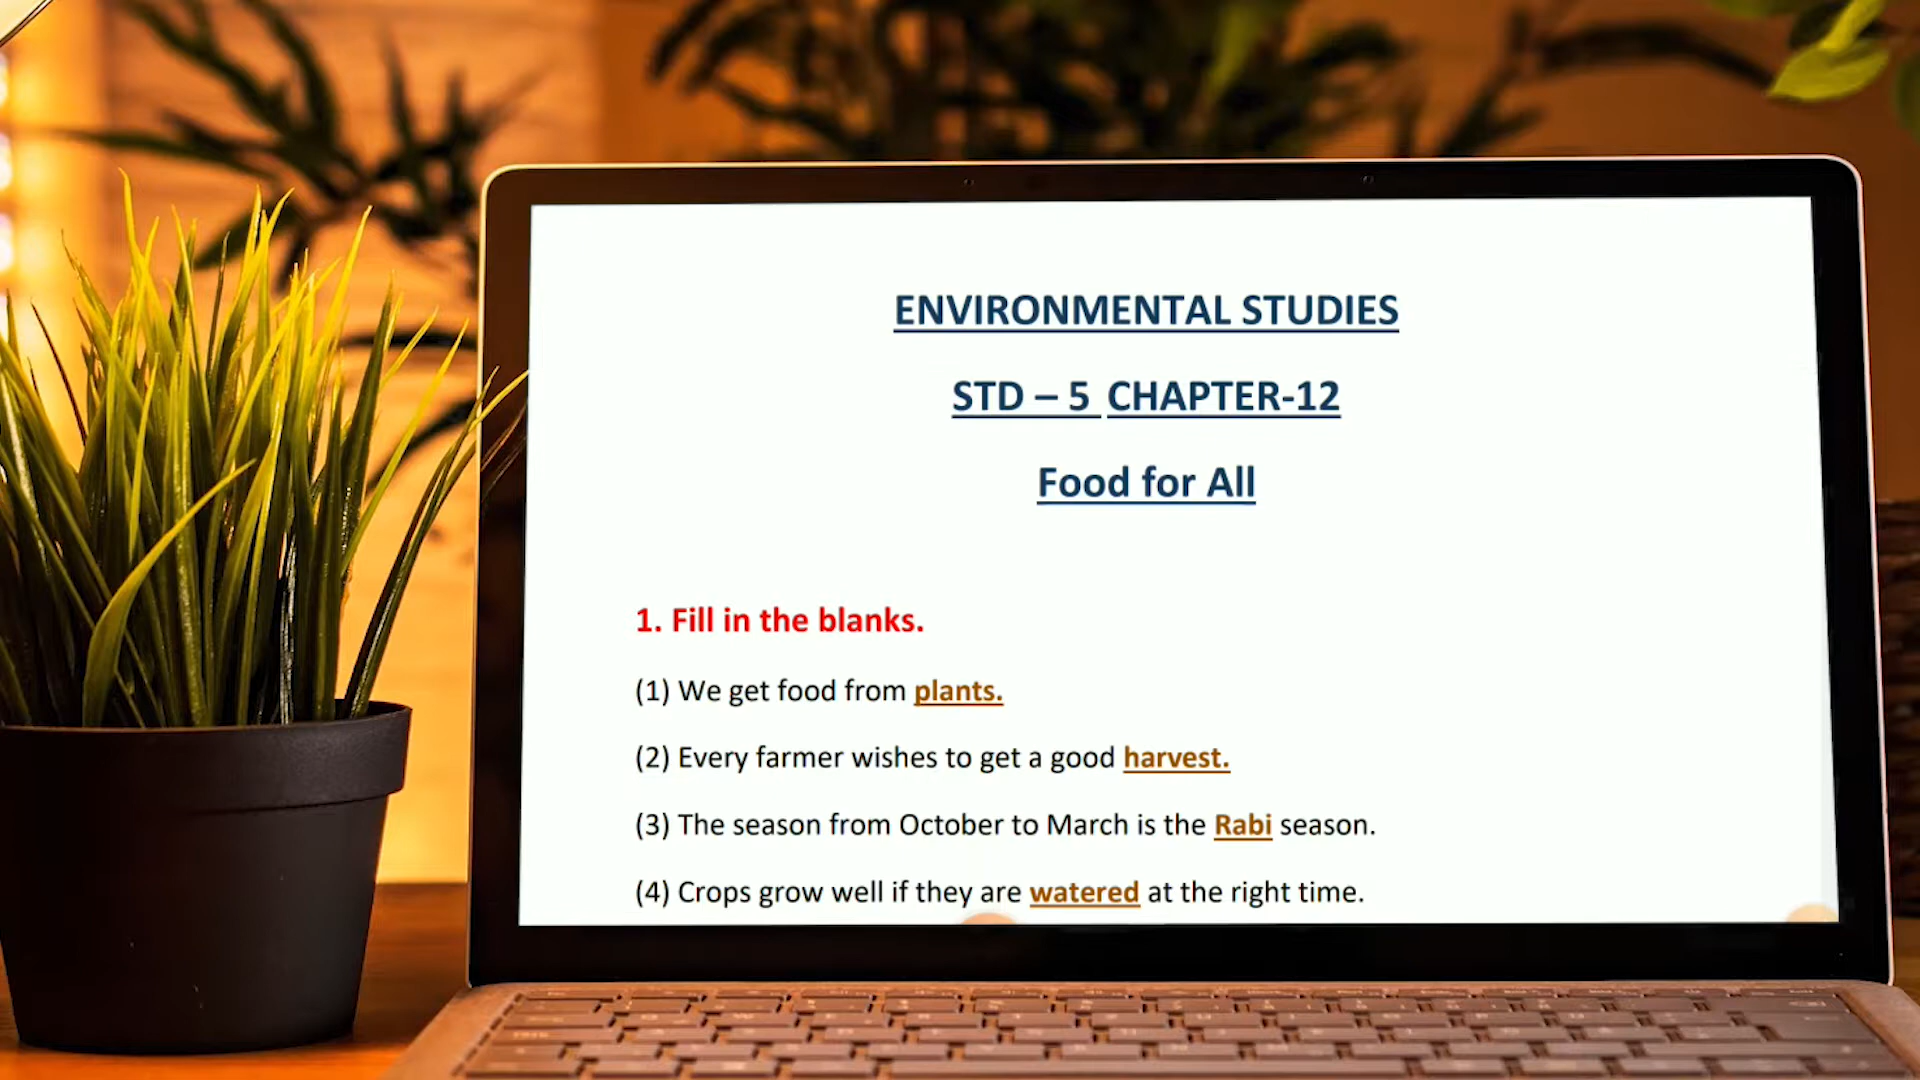 ENVIRONMENTAL STUDIES
STD – 5 CHAPTER-12
Food for All
1. Fill in the blanks.
(1) We get food from plants.
(2) Every farmer wishes to get a good harvest.
(3) The season from October to March is the Rabi season.
(4) Crops grow well if they are watered at the right time.